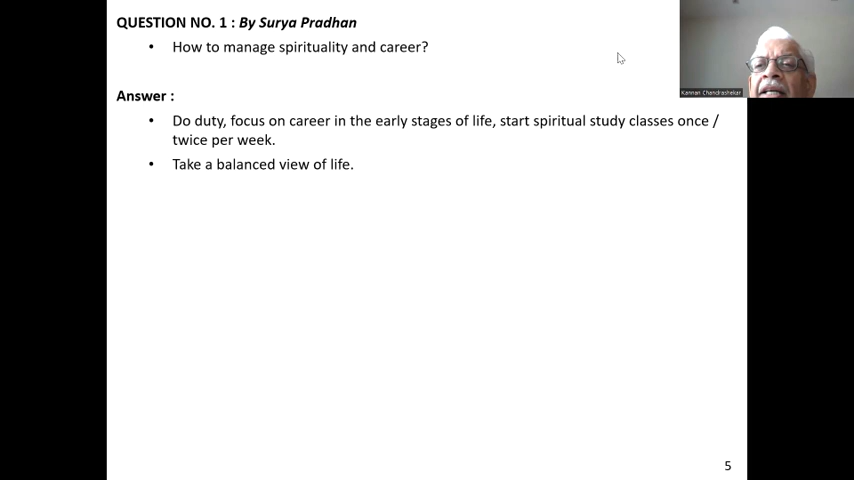 QUESTION NO. 1 : By Surya Pradhan
• How to manage spirituality and career?
Kannan Chandrashekar
Answer :
• Do duty, focus on career in the early stages of life, start spiritual study classes once /
twice per week.
• Take a balanced view of life.
5